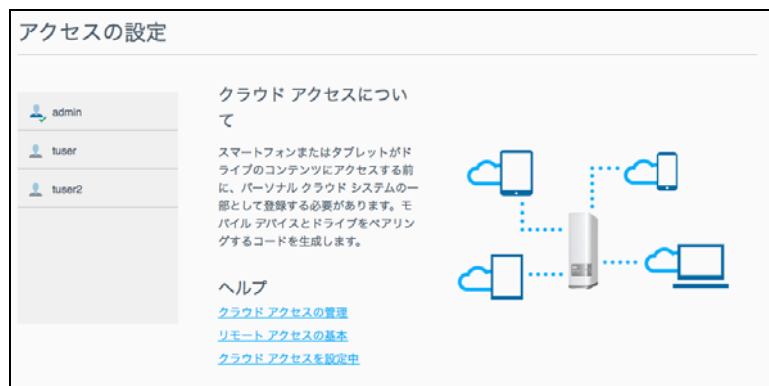 アクセスの設定
admin
tuser
tuser2
クラウド アクセスについ
て
スマートフォンまたはタブレットがド
ライブのコンテンツにアクセスする前
に、パーソナル クラウド システムの一
部として登録する必要があります。モ
バイル デバイスとドライブをペアリン
グするコードを生成します。
ヘルプ
クラウド アクセスの管理
リモート アクセスの基本
クラウド アクセスを設定中